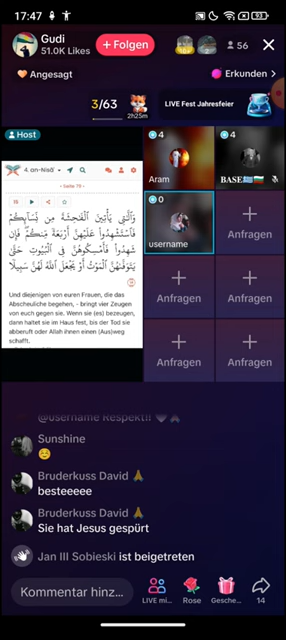 17:47
93
Gudi
51.0K Likes
+ Folgen
56
Angesagt
Erkunden >
3/63
2h25m
LIVE Fest Jahresfeier
Host
4. an-Nisā'
- Seite 79 -
15
وَٱلَّٰتِى يَأْتِينَ ٱلْفَٰحِشَةَ مِن نِّسَآئِكُمْ
فَٱسْتَشْهِدُوا۟ عَلَيْهِنَّ أَرْبَعَةً مِّنكُمْ ۖ فَإِن
شَهِدُوا۟ فَأَمْسِكُوهُنَّ فِى ٱلْبُيُوتِ حَتَّىٰ
يَتَوَفَّىٰهُنَّ ٱلْمَوْتُ أَوْ يَجْعَلَ ٱللَّهُ لَهُنَّ سَبِيلًا
Und diejenigen von euren Frauen, die das
Abscheuliche begehen, - bringt vier Zeugen
von euch gegen sie. Wenn sie (es) bezeugen,
dann haltet sie im Haus fest, bis der Tod sie
abberuft oder Allah ihnen einen (Aus)weg
schafft.
4
Aram
4
BASE
0
username
Anfragen
Anfragen
Anfragen
Anfragen
Anfragen
@username Respekt!!
Sunshine
☺️
Bruderkuss David 🙏
besteeeee
Bruderkuss David 🙏
Sie hat Jesus gespürt
Jan III Sobieski ist beigetreten
Kommentar hinz...
LIVE mi...
Rose
Gesche...
14